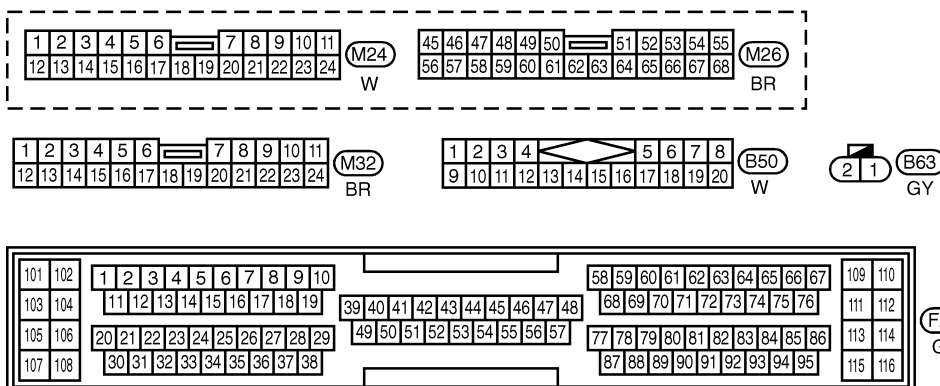 1 2 3 4 5 6 7 8 9 10 11 M24
12 13 14 15 16 17 18 19 20 21 22 23 24
W
45 46 47 48 49 50 51 52 53 54 55 M26
56 57 58 59 60 61 62 63 64 65 66 67 68
BR
1 2 3 4 5 6 7 8 9 10 11 M32
12 13 14 15 16 17 18 19 20 21 22 23 24
BR
1 2 3 4 5 6 7 8 B50
9 10 11 12 13 14 15 16 17 18 19 20
W
2 1 B63
GY
101 102
103 104
105 106
107 108
1 2 3 4 5 6 7 8 9 10
11 12 13 14 15 16 17 18 19
20 21 22 23 24 25 26 27 28 29
30 31 32 33 34 35 36 37 38
39 40 41 42 43 44 45 46 47 48
49 50 51 52 53 54 55 56 57
58 59 60 61 62 63 64 65 66 67
68 69 70 71 72 73 74 75 76
77 78 79 80 81 82 83 84 85 86
87 88 89 90 91 92 93 94 95
109 110
111 112
113 114
115 116
F